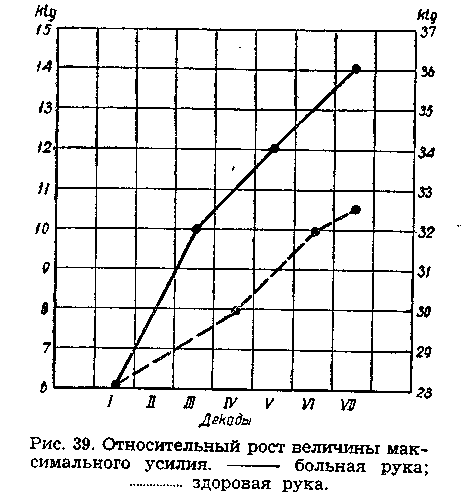 кГ кГ
15 37
14 36
13 35
12 34
11 33
10 32
9 31
8 30
7 29
6 28
I II III IV V VI VII
Декады
Рис. 39. Относительный рост величины мак-
симального усилия. ——— больная рука;
............ здоровая рука.